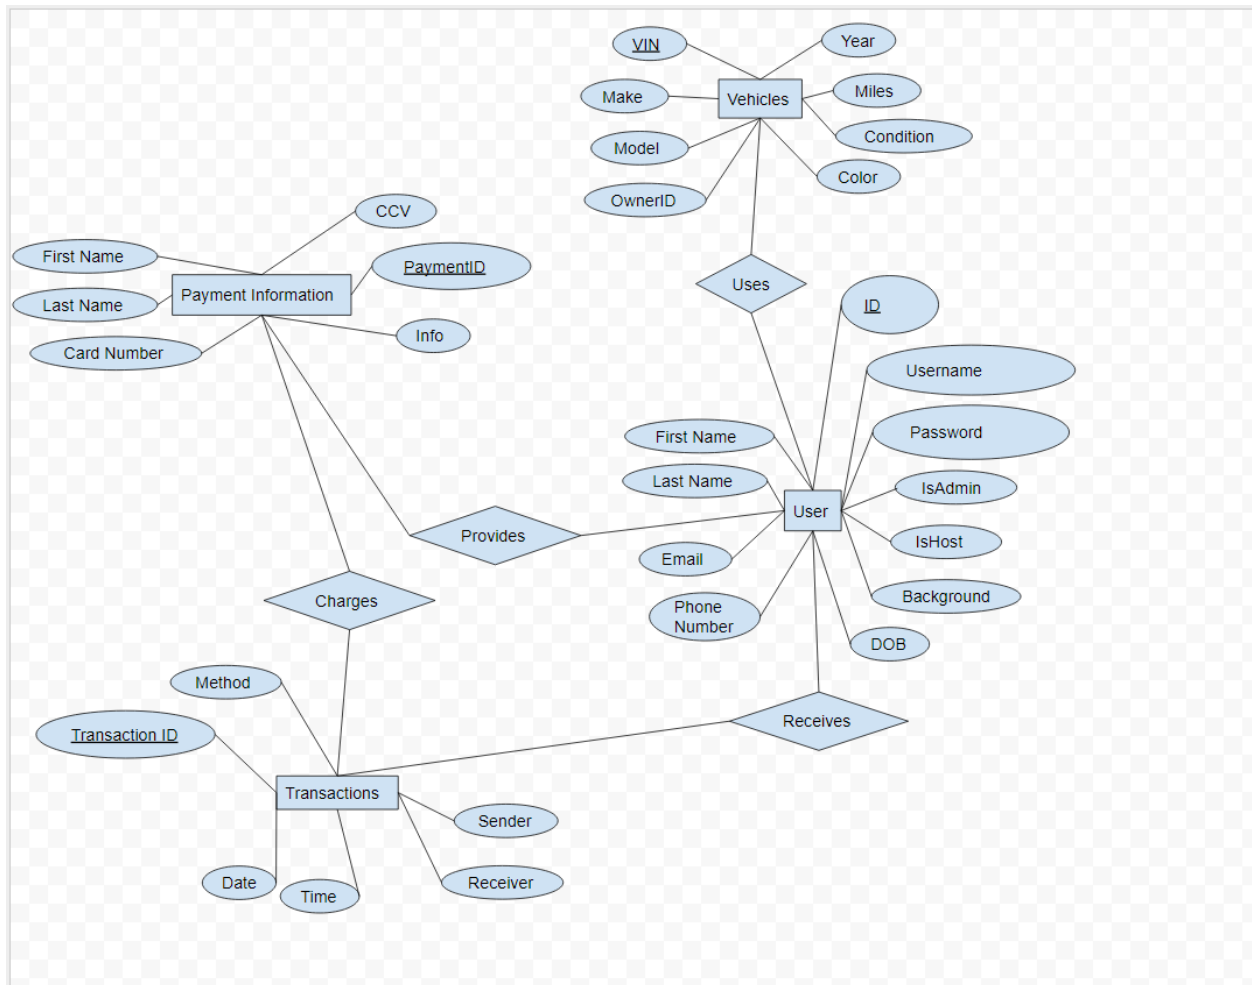 VIN
Year
Make
Vehicles
Miles
Condition
Model
Color
OwnerID
CCV
First Name
PaymentID
Payment Information
Last Name
Info
Card Number
Uses
ID
Username
First Name
Password
Last Name
IsAdmin
User
Provides
IsHost
Email
Background
Phone
Number
DOB
Charges
Method
Receives
Transaction ID
Transactions
Sender
Date
Time
Receiver